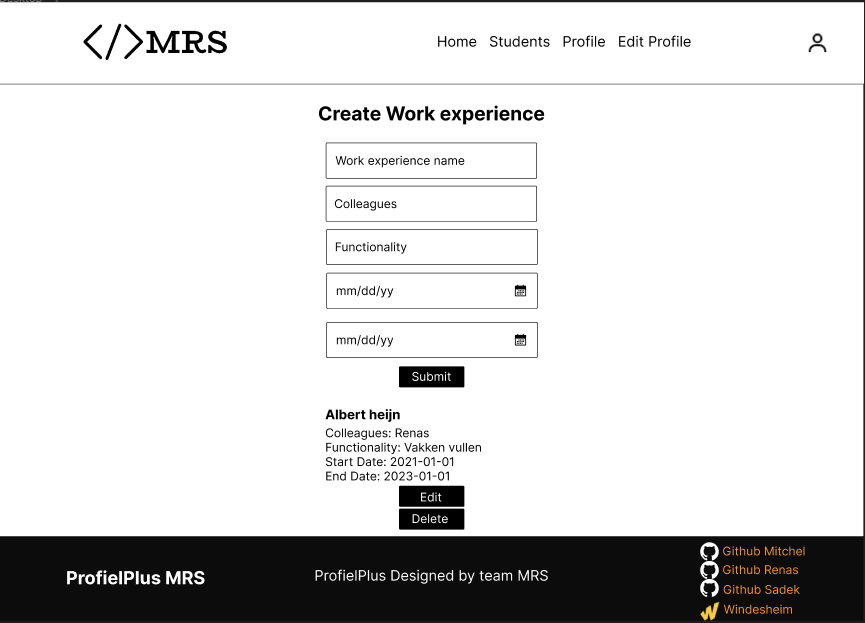 </>MRS
Home Students Profile Edit Profile
Create Work experience
Work experience name
Colleagues
Functionality
mm/dd/yy
mm/dd/yy
Submit
Albert heijn
Colleagues: Renas
Functionality: Vakken vullen
Start Date: 2021-01-01
End Date: 2023-01-01
Edit
Delete
ProfielPlus MRS
ProfielPlus Designed by team MRS
Github Mitchel
Github Renas
Github Sadek
Windesheim